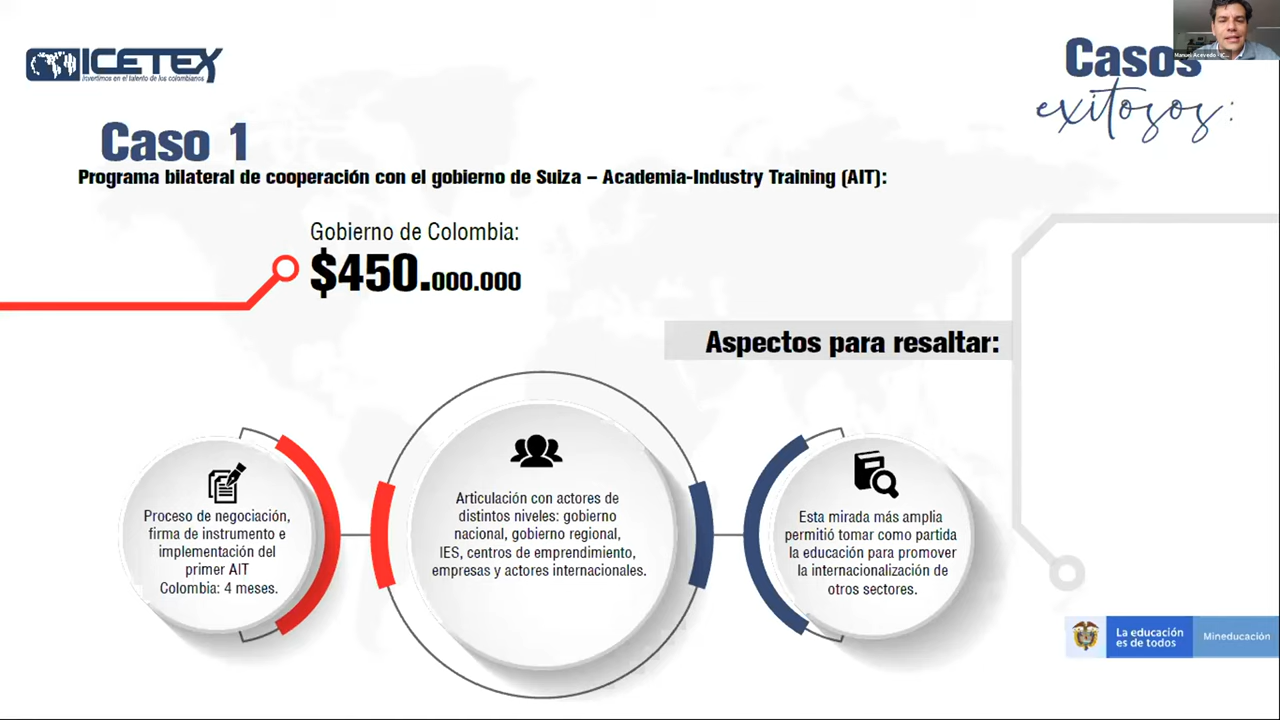 ICETEX
Invertimos en el talento de los colombianos
Casos
exitosos:
Manuel Acevedo
Caso 1
Programa bilateral de cooperación con el gobierno de Suiza – Academia-Industry Training (AIT):
Gobierno de Colombia:
$450.000.000
Aspectos para resaltar:
Proceso de negociación,
firma de instrumento e
implementación del
primer AIT
Colombia: 4 meses.
Articulación con actores de
distintos niveles: gobierno
nacional, gobierno regional,
IES, centros de emprendimiento,
empresas y actores internacionales.
Esta mirada más amplia
permitió tomar como partida
la educación para promover
la internacionalización de
otros sectores.
La educación
es de todos
Mineducación